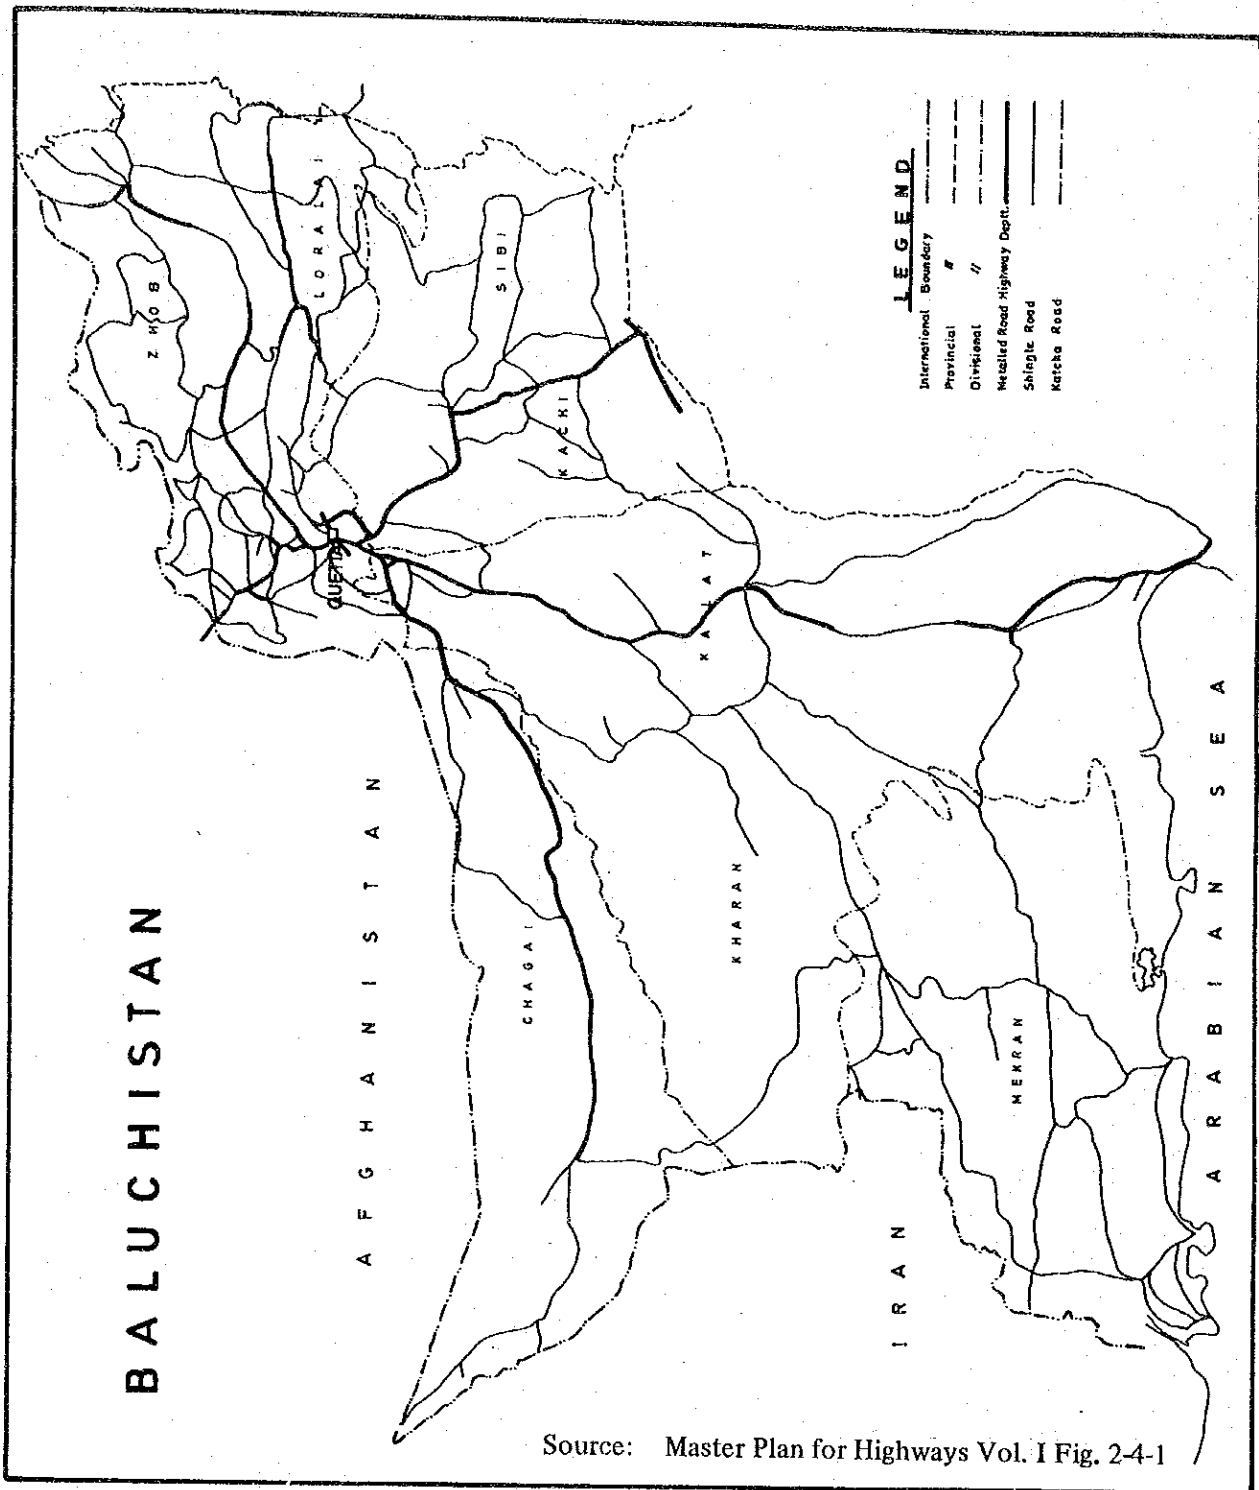 BALUCHISTAN
AFGHANISTAN
ZHOB
LORALAI
QUETTA
SIBI
KACHI
CHAGAI
KALAT
KHARAN
MEKRAN
IRAN
ARABIAN SEA
LEGEND
International Boundary
Provincial "
Divisional "
Metalled Road Highway Deptt.
Shingle Road
Katcha Road
Source: Master Plan for Highways Vol. I Fig. 2-4-1